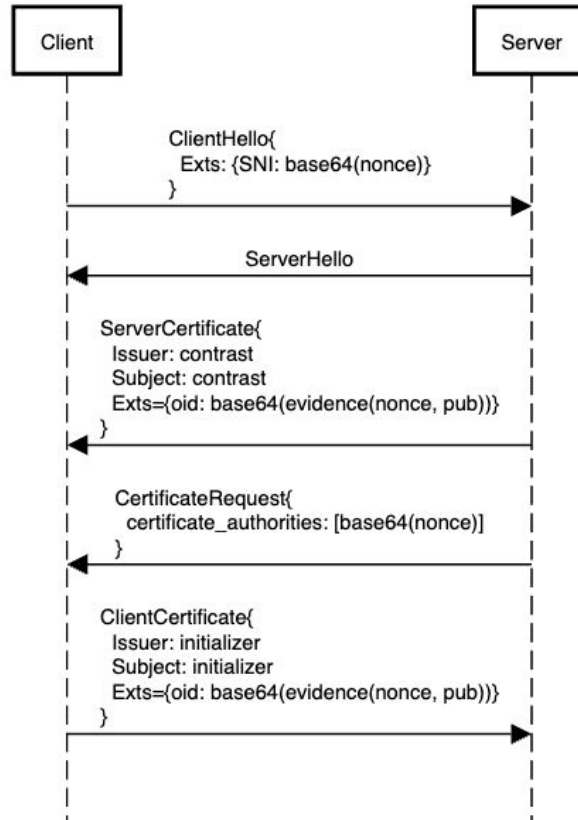 Client
Server
ClientHello{
Exts: {SNI: base64(nonce)}
}
ServerHello
ServerCertificate{
Issuer: contrast
Subject: contrast
Exts={oid: base64(evidence(nonce, pub))}
}
CertificateRequest{
certificate_authorities: [base64(nonce)]
}
ClientCertificate{
Issuer: initializer
Subject: initializer
Exts={oid: base64(evidence(nonce, pub))}
}